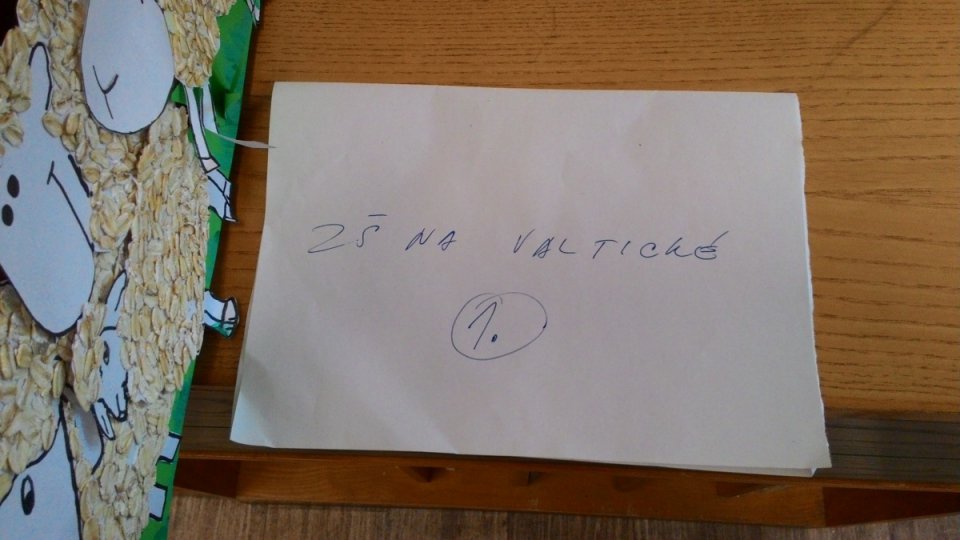 ZŠ NA VALTICKÉ
1.